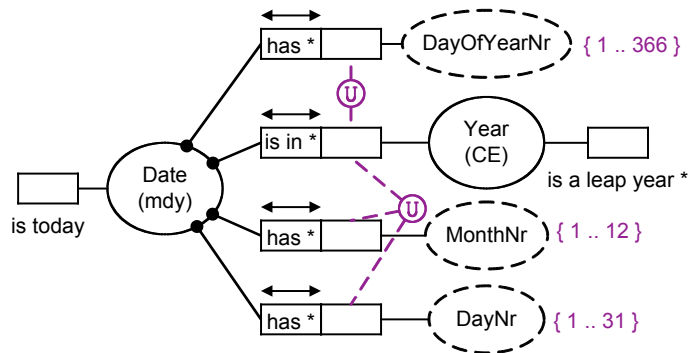 has *
DayOfYearNr
{ 1 .. 366 }
U
is in *
Year
(CE)
is a leap year *
Date
(mdy)
is today
U
has *
MonthNr
{ 1 .. 12 }
has *
DayNr
{ 1 .. 31 }